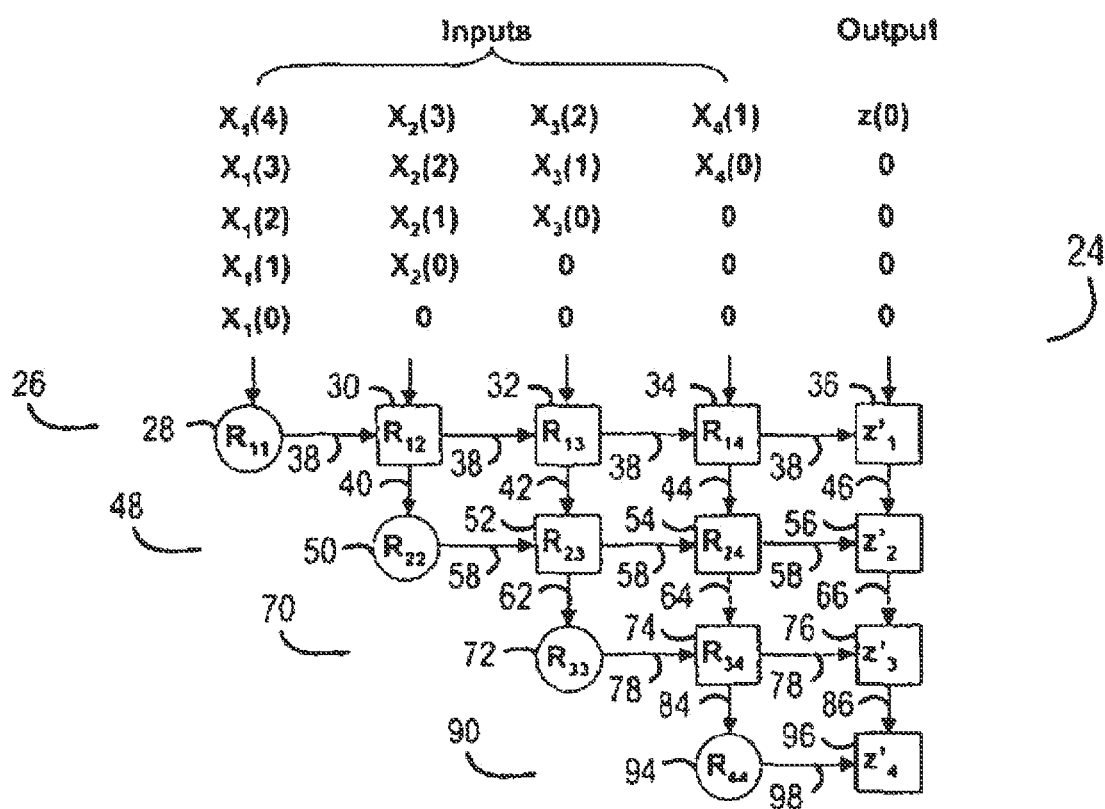 Inputs Output
X₁(4) X₂(3) X₃(2) X₄(1) z(0)
X₁(3) X₂(2) X₃(1) X₄(0) 0
X₁(2) X₂(1) X₃(0) 0 0
X₁(1) X₂(0) 0 0 0
X₁(0) 0 0 0 0
24
26 28 30 32 34 36
R₁₁ R₁₂ R₁₃ R₁₄ z'₁
38 38 38 38
40 42 44 46
48 50 52 54 56
R₂₂ R₂₃ R₂₄ z'₂
58 58 58
62 64 66
70 72 74 76
R₃₃ R₃₄ z'₃
78 78
84 86
90 94 96
R₄₄ z'₄
98